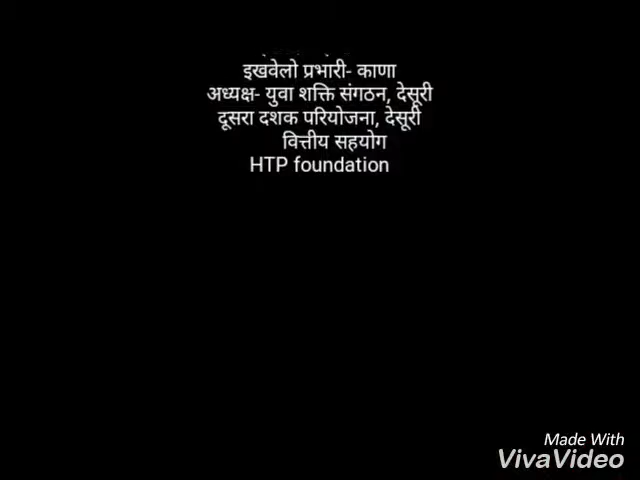 इखवेलो प्रभारी- काणा
अध्यक्ष- युवा शक्ति संगठन, देसूरी
दूसरा दशक परियोजना, देसूरी
वित्तीय सहयोग
HTP foundation
Made With
VivaVideo